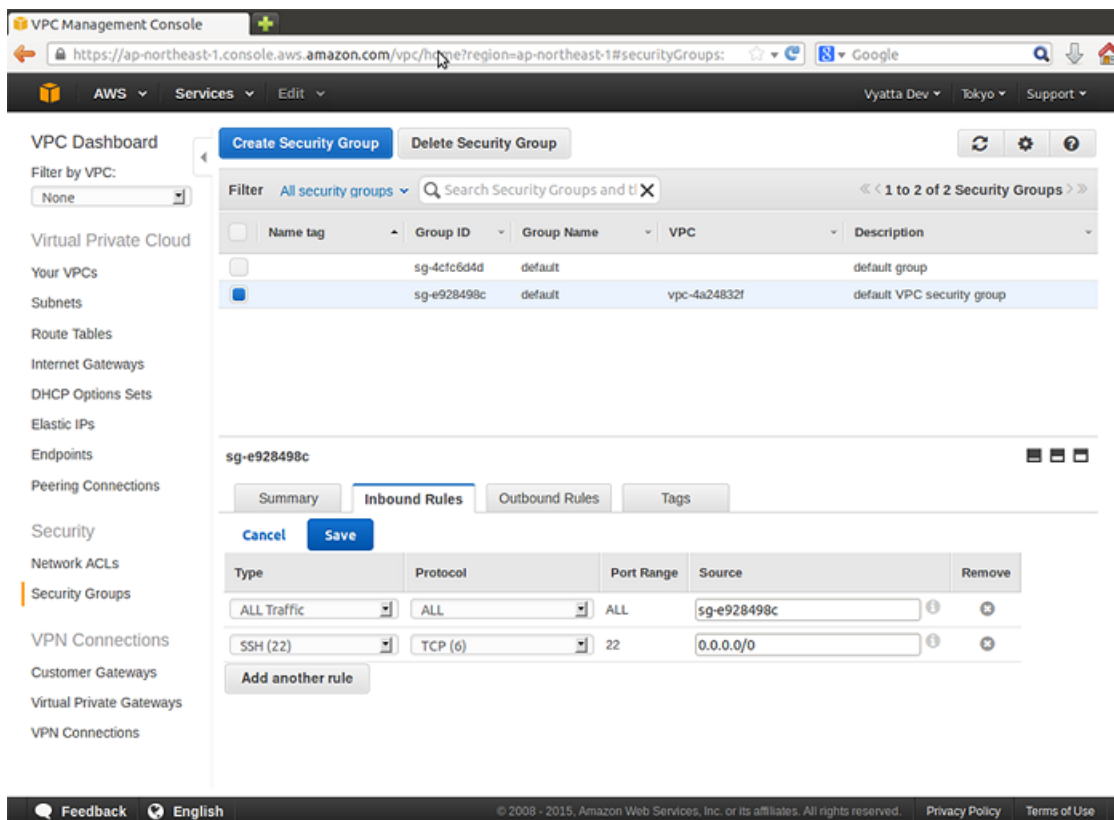 VPC Management Console
https://ap-northeast-1.console.aws.amazon.com/vpc/home?region=ap-northeast-1#securityGroups: Google
AWS Services Edit Vyatta Dev Tokyo Support
VPC Dashboard
Filter by VPC:
None
Virtual Private Cloud
Your VPCs
Subnets
Route Tables
Internet Gateways
DHCP Options Sets
Elastic IPs
Endpoints
Peering Connections
Security
Network ACLs
Security Groups
VPN Connections
Customer Gateways
Virtual Private Gateways
VPN Connections
Create Security Group Delete Security Group
Filter All security groups Search Security Groups and 1 to 2 of 2 Security Groups
Name tag Group ID Group Name VPC Description
sg-4cfc6d4d default default group
sg-e928498c default vpc-4a24832f default VPC security group
sg-e928498c
Summary Inbound Rules Outbound Rules Tags
Cancel Save
Type Protocol Port Range Source Remove
ALL Traffic ALL ALL sg-e928498c
SSH (22) TCP (6) 22 0.0.0.0/0
Add another rule
Feedback English © 2008 - 2015, Amazon Web Services, Inc. or its affiliates. All rights reserved. Privacy Policy Terms of Use